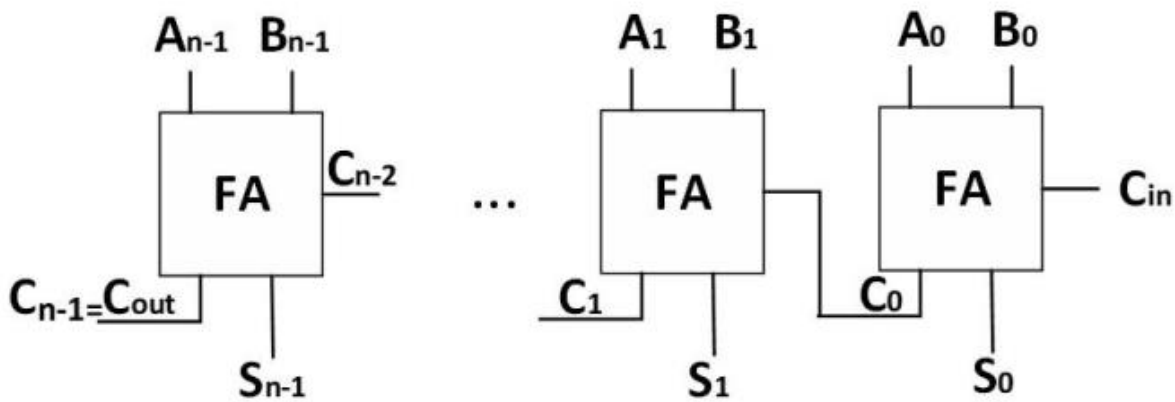 Aₙ₋₁ Bₙ₋₁ A₁ B₁ A₀ B₀
FA Cₙ₋₂ ... FA FA Cin
Cₙ₋₁=Cout C₁ C₀
Sₙ₋₁ S₁ S₀